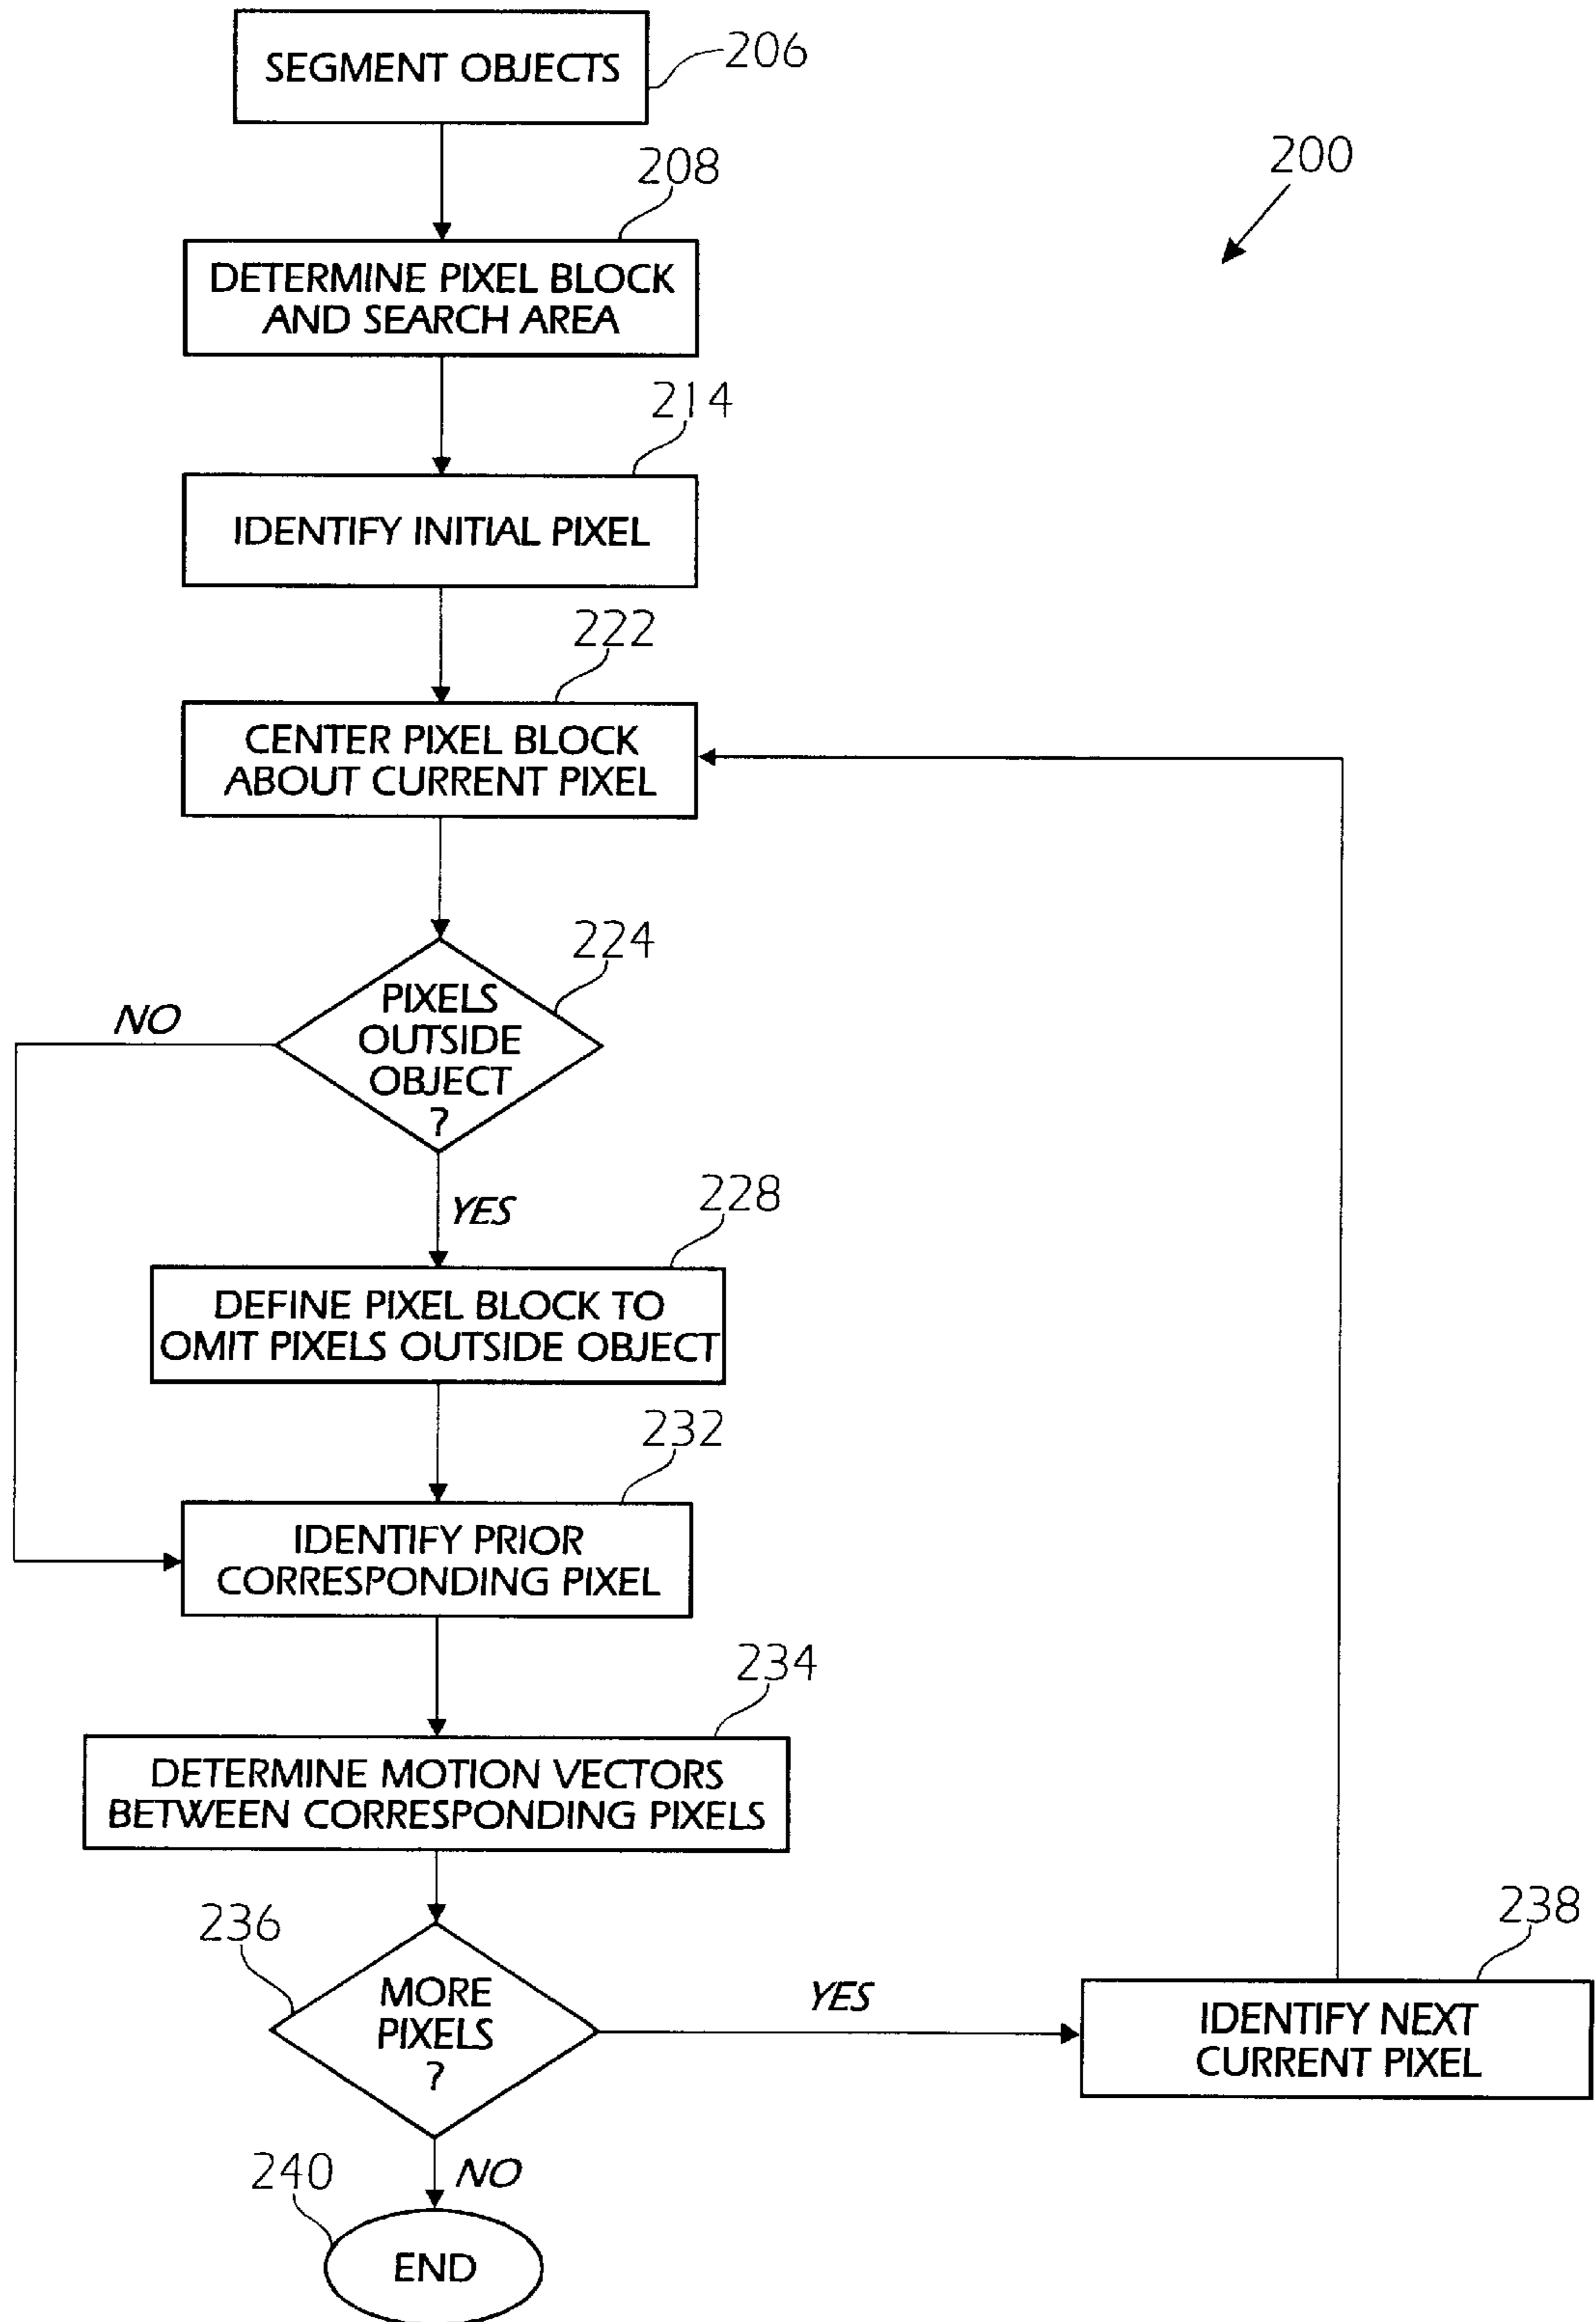 SEGMENT OBJECTS
206
200
208
DETERMINE PIXEL BLOCK
AND SEARCH AREA
214
IDENTIFY INITIAL PIXEL
222
CENTER PIXEL BLOCK
ABOUT CURRENT PIXEL
224
PIXELS
OUTSIDE
OBJECT
?
NO
YES
228
DEFINE PIXEL BLOCK TO
OMIT PIXELS OUTSIDE OBJECT
232
IDENTIFY PRIOR
CORRESPONDING PIXEL
234
DETERMINE MOTION VECTORS
BETWEEN CORRESPONDING PIXELS
236
MORE
PIXELS
?
YES
238
IDENTIFY NEXT
CURRENT PIXEL
240
NO
END